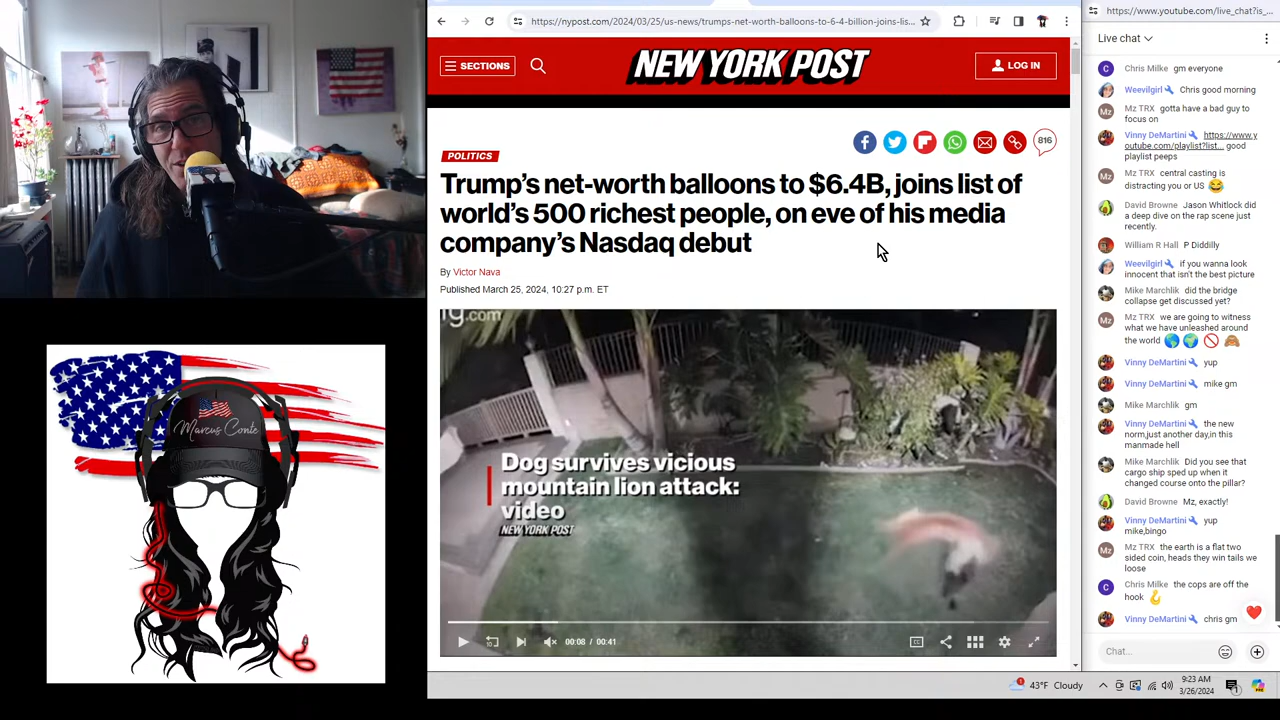 https://nypost.com/2024/03/25/us-news/trumps-net-worth-balloons-to-6-4-billion-joins-lis...
SECTIONS
NEW YORK POST
LOG IN
816
POLITICS
Trump's net-worth balloons to $6.4B, joins list of
world's 500 richest people, on eve of his media
company's Nasdaq debut
By Victor Nava
Published March 25, 2024, 10:27 p.m. ET
g.com
Dog survives vicious
mountain lion attack:
video
NEW YORK POST
10
00:08 / 00:41
CC
Marcus Conte
https://www.youtube.com/live_chat?is_...
Live chat
C
Chris Milke gm everyone
Weevilgirl Chris good morning
Mz
Mz TRX gotta have a bad guy to
focus on
Vinny DeMartini https://www.y
outube.com/playlist?list... good
playlist peeps
Mz
Mz TRX central casting is
distracting you or US 😂
David Browne Jason Whitlock did
a deep dive on the rap scene just
recently.
William R Hall P Diddilly
Weevilgirl if you wanna look
innocent that isn't the best picture
Mike Marchlik did the bridge
collapse get discussed yet?
Mz
Mz TRX we are going to witness
what we have unleashed around
the world 🌎 🌍 🚫 🙈
Vinny DeMartini yup
Vinny DeMartini mike gm
Mike Marchlik gm
Vinny DeMartini the new
norm,just another day,in this
manmade hell
Mike Marchlik Did you see that
cargo ship sped up when it
changed course onto the pillar?
David Browne Mz, exactly!
Vinny DeMartini yup
mike,bingo
Mz
Mz TRX the earth is a flat two
sided coin, heads they win tails we
loose
C
Chris Milke the cops are off the
hook 🪝
Vinny DeMartini chris gm
Chat...
43°F Cloudy
9:23 AM
3/26/2024